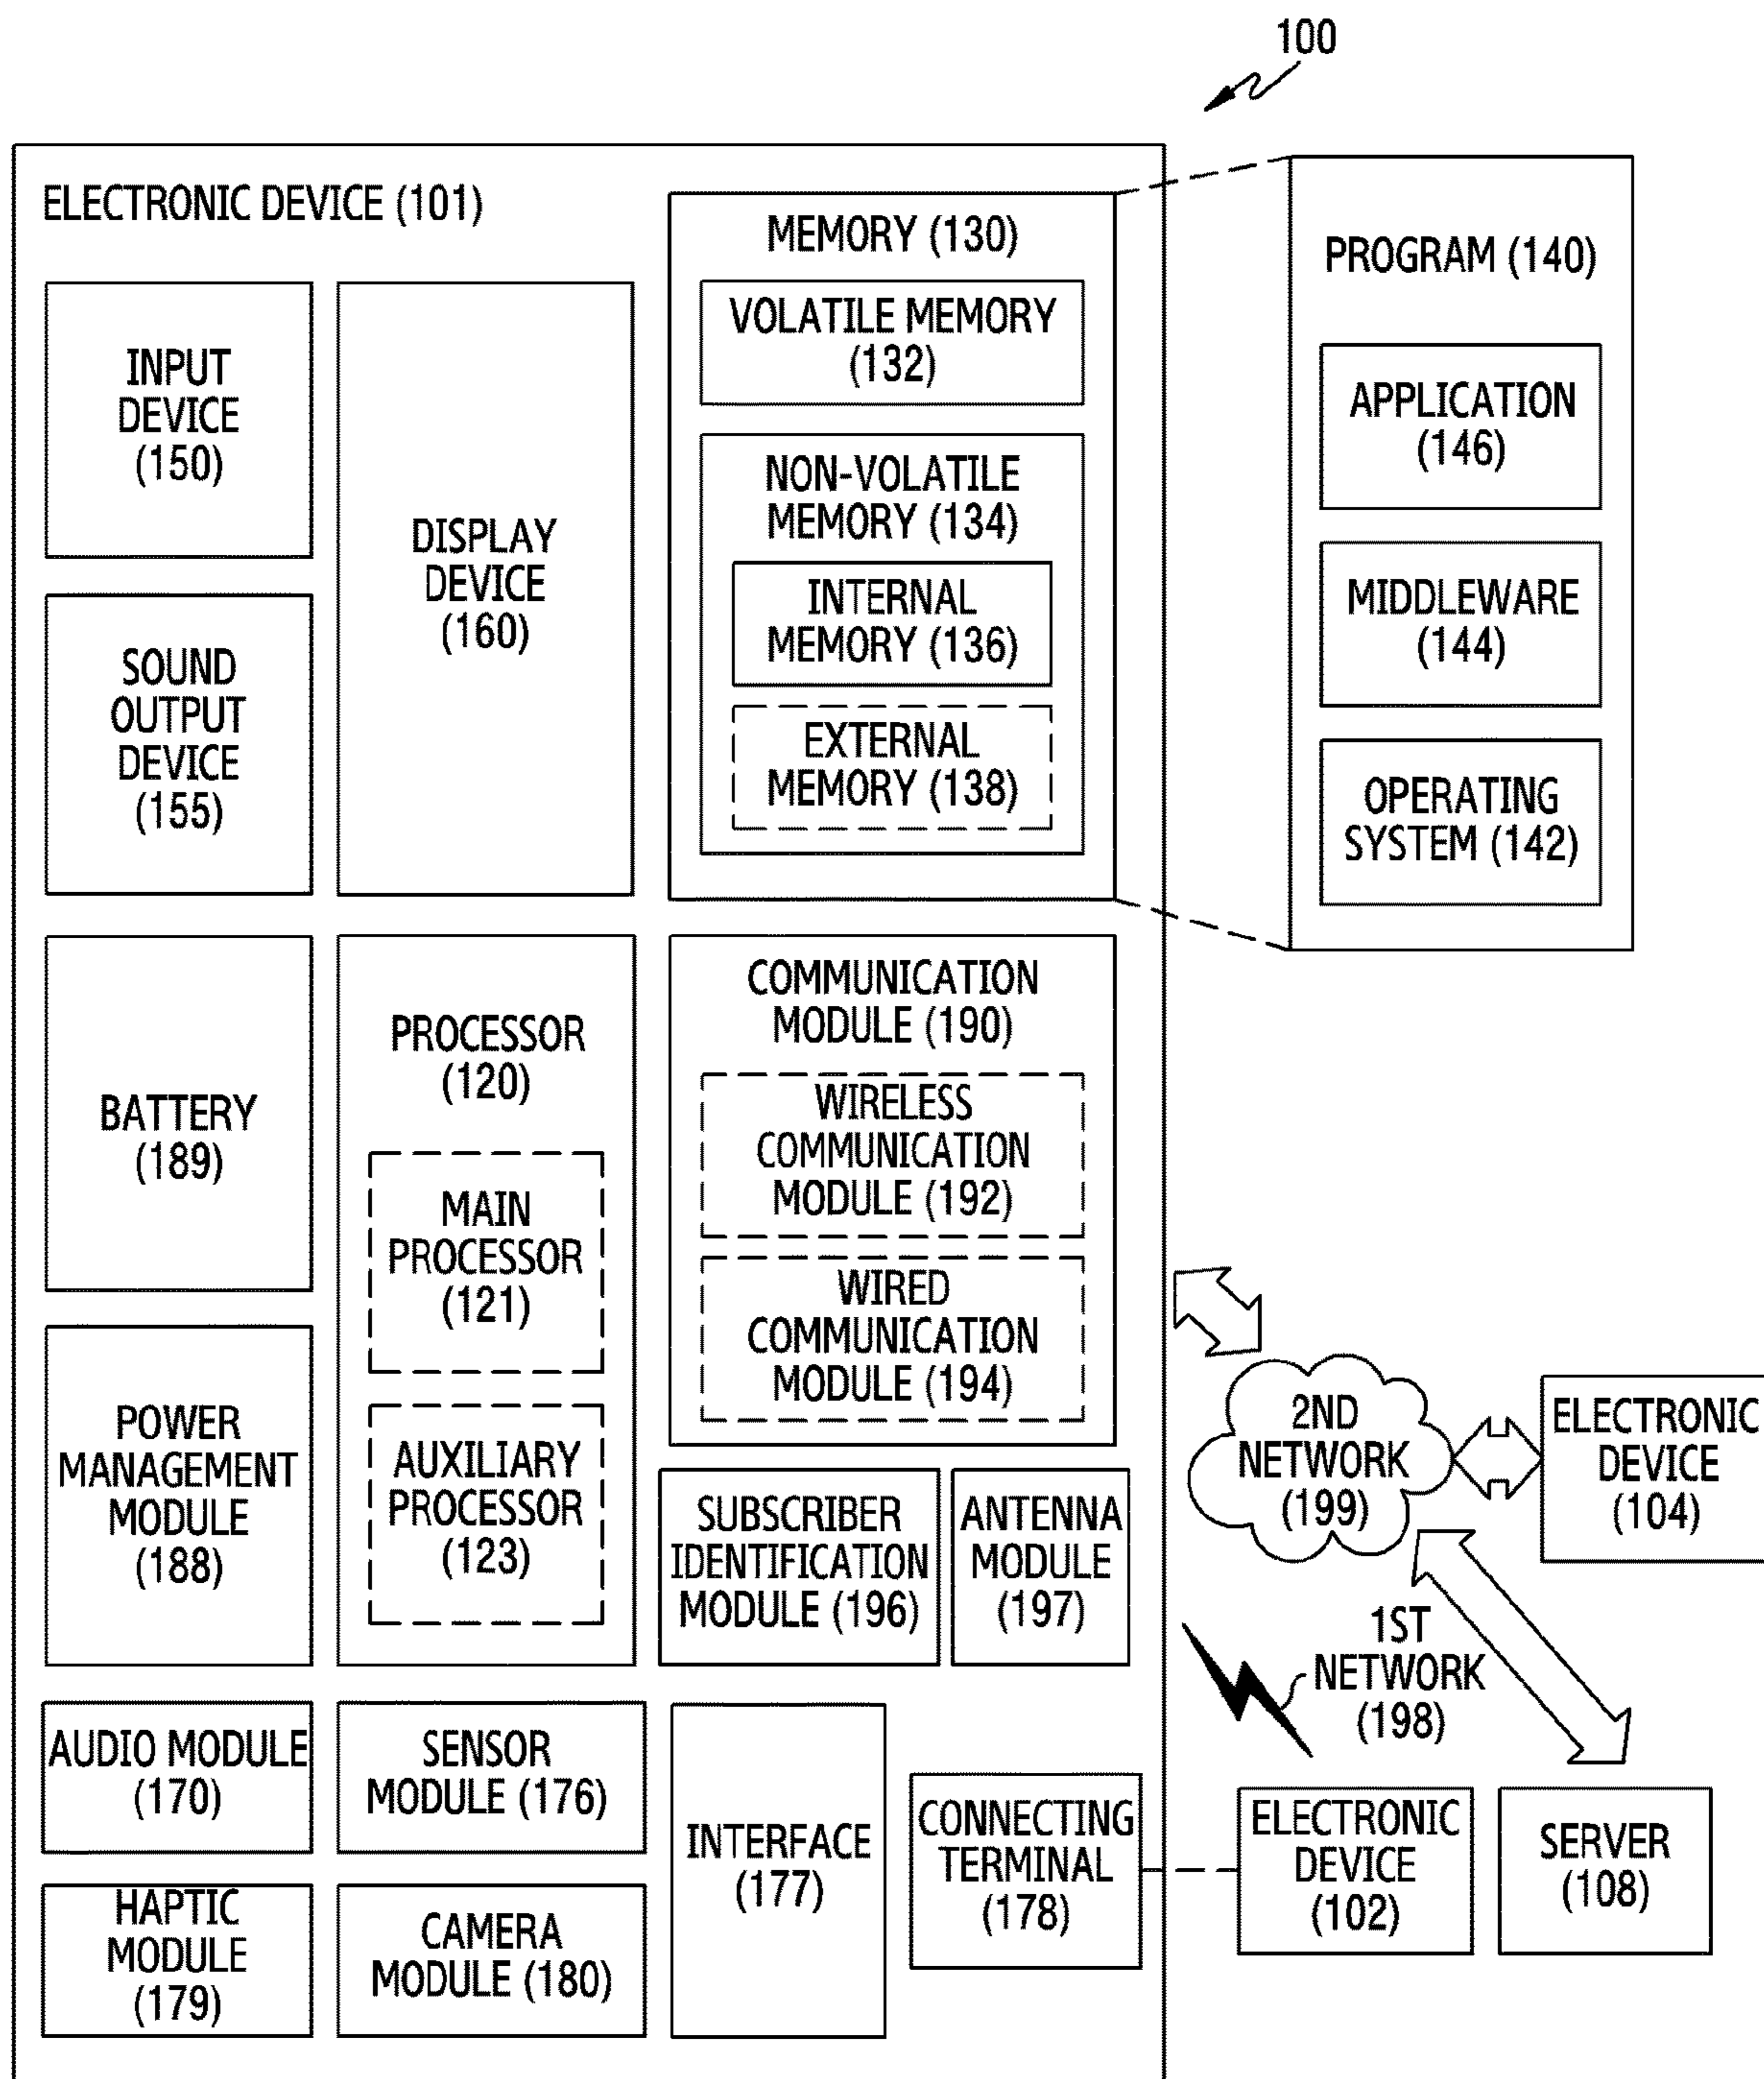 100
ELECTRONIC DEVICE (101)
INPUT
DEVICE
(150)
SOUND
OUTPUT
DEVICE
(155)
DISPLAY
DEVICE
(160)
MEMORY (130)
VOLATILE MEMORY
(132)
NON-VOLATILE
MEMORY (134)
INTERNAL
MEMORY (136)
EXTERNAL
MEMORY (138)
PROGRAM (140)
APPLICATION
(146)
MIDDLEWARE
(144)
OPERATING
SYSTEM (142)
BATTERY
(189)
POWER
MANAGEMENT
MODULE
(188)
PROCESSOR
(120)
MAIN
PROCESSOR
(121)
AUXILIARY
PROCESSOR
(123)
COMMUNICATION
MODULE (190)
WIRELESS
COMMUNICATION
MODULE (192)
WIRED
COMMUNICATION
MODULE (194)
SUBSCRIBER
IDENTIFICATION
MODULE (196)
ANTENNA
MODULE
(197)
2ND
NETWORK
(199)
ELECTRONIC
DEVICE
(104)
1ST
NETWORK
(198)
AUDIO MODULE
(170)
SENSOR
MODULE (176)
HAPTIC
MODULE
(179)
CAMERA
MODULE (180)
INTERFACE
(177)
CONNECTING
TERMINAL
(178)
ELECTRONIC
DEVICE
(102)
SERVER
(108)